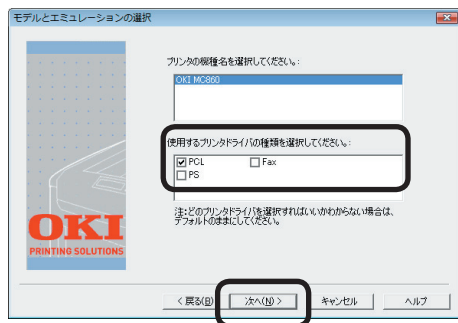 モデルとエミュレーションの選択
プリンタの機種名を選択してください。:
OKI MC860
使用するプリンタドライバの種類を選択してください。:
PCL
Fax
PS
注:どのプリンタドライバを選択すればいいかわからない場合は、
デフォルトのままにしてください。
OKI
PRINTING SOLUTIONS
< 戻る(B)
次へ(N) >
キャンセル
ヘルプ